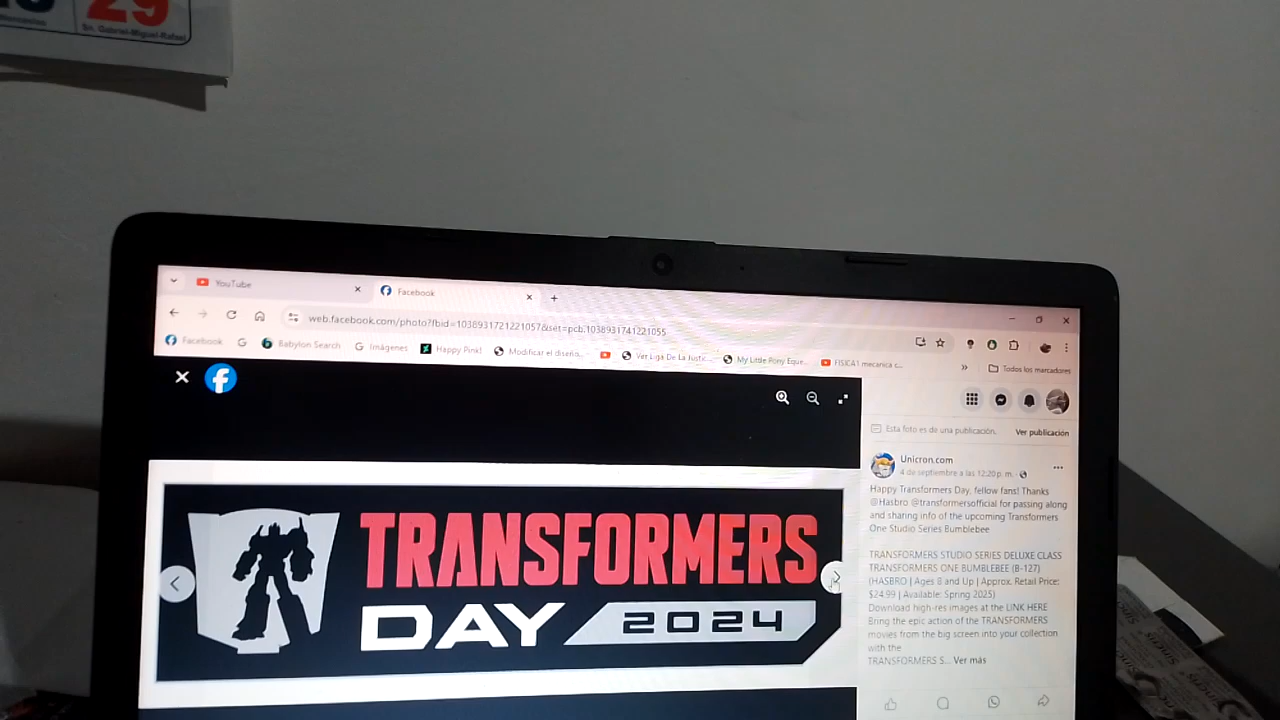 29
Sn. Gabriel-Miguel-Rafael
YouTube
Facebook
web.facebook.com/photo?fbid=1038931721221057&set=pcb.1038931741221055
Facebook
Babylon Search
Imágenes
Happy Pink!
Modificar el diseño...
Ver Liga De La Justic...
My Little Pony Eque...
FISICA1 mecanica c...
Todos los marcadores
Esta foto es de una publicación.
Ver publicación
Unicron.com
4 de septiembre a las 12:20 p. m.
Happy Transformers Day, fellow fans! Thanks
@Hasbro @transformersofficial for passing along
and sharing info of the upcoming Transformers
One Studio Series Bumblebee
TRANSFORMERS STUDIO SERIES DELUXE CLASS
TRANSFORMERS ONE BUMBLEBEE (B-127)
(HASBRO | Ages 8 and Up | Approx. Retail Price:
$24.99 | Available: Spring 2025)
Download high-res images at the LINK HERE
Bring the epic action of the TRANSFORMERS
movies from the big screen into your collection
with the
TRANSFORMERS S... Ver más
TRANSFORMERS
DAY 2024